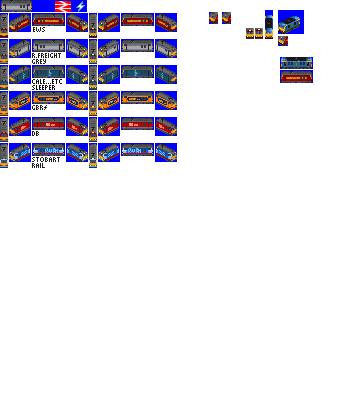 EWS
R.FREIGHT
GREY
CALE...ETC
SLEEPER
GBRF
DB
STOBART
RAIL